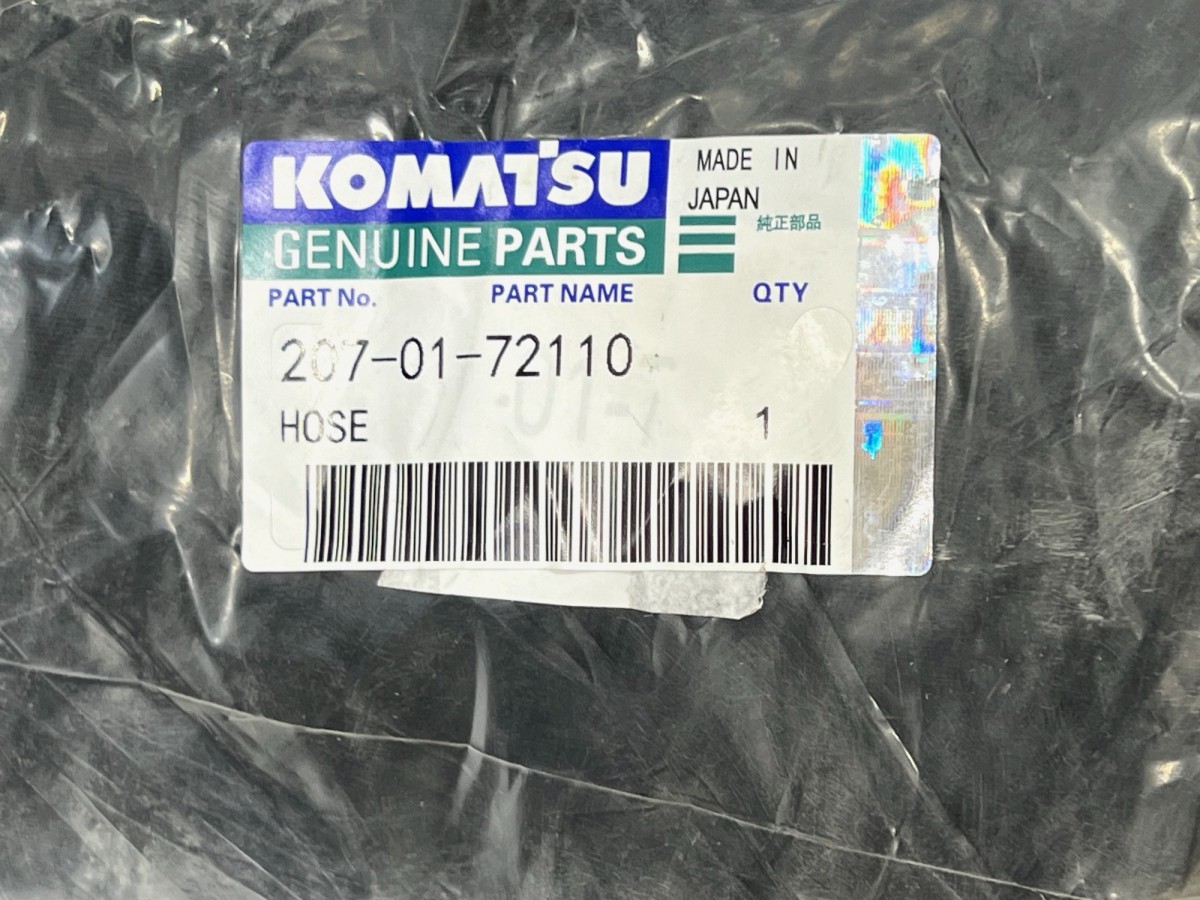 KOMATSU
GENUINE PARTS
MADE IN
JAPAN
純正部品
PART No. PART NAME QTY
207-01-72110
HOSE 1